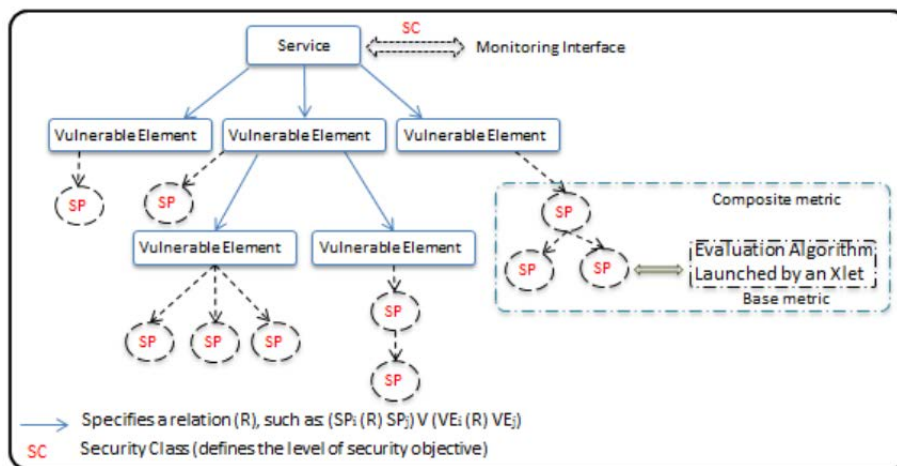 SC
Service
Monitoring Interface
Vulnerable Element
Vulnerable Element
Vulnerable Element
SP
SP
SP
Composite metric
Vulnerable Element
Vulnerable Element
SP
SP
Evaluation Algorithm
Launched by an Xlet
Base metric
SP
SP
SP
SP
SP
Specifies a relation (R), such as: (SPi (R) SPj) V (VEi (R) VEj)
SC Security Class (defines the level of security objective)